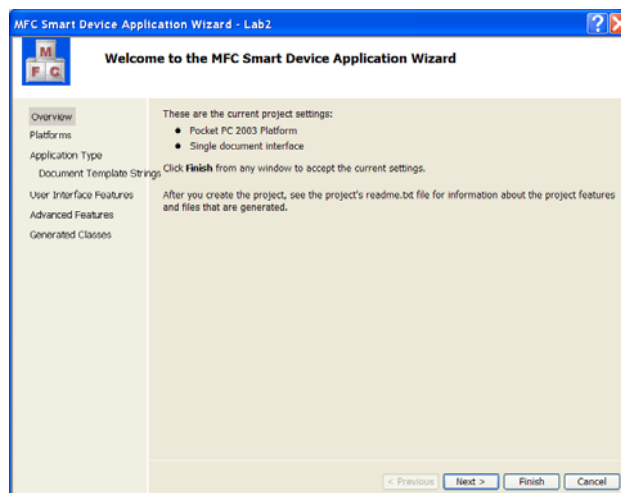 MFC Smart Device Application Wizard - Lab2
M
F C
Welcome to the MFC Smart Device Application Wizard
Overview
Platforms
Application Type
Document Template Strings
User Interface Features
Advanced Features
Generated Classes
These are the current project settings:
Pocket PC 2003 Platform
Single document interface
Click Finish from any window to accept the current settings.
After you create the project, see the project's readme.txt file for information about the project features
and files that are generated.
< Previous
Next >
Finish
Cancel